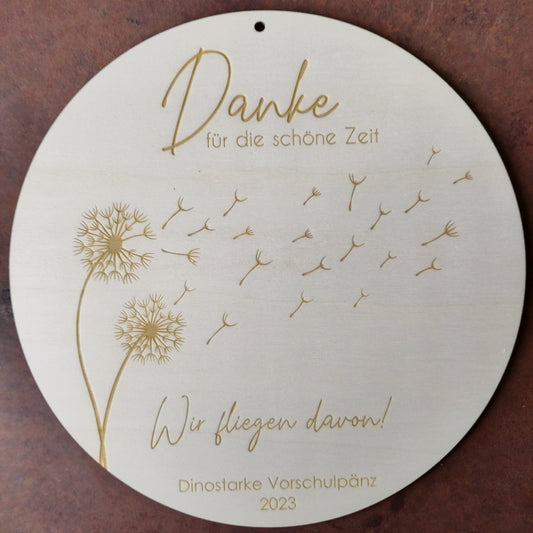 Danke
für die schöne Zeit
Wir fliegen davon!
Dinostarke Vorschulpänz
2023